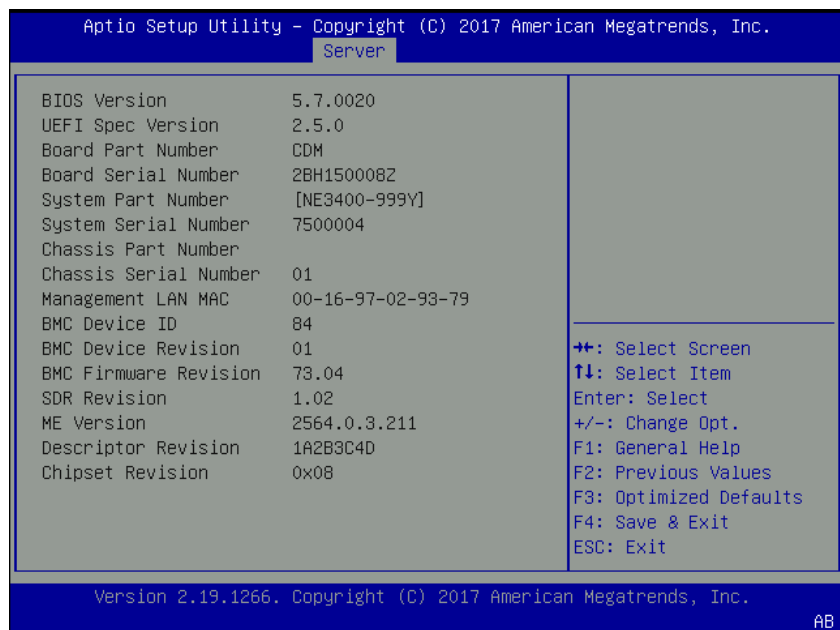 Aptio Setup Utility – Copyright (C) 2017 American Megatrends, Inc.
Server
BIOS Version 5.7.0020
UEFI Spec Version 2.5.0
Board Part Number CDM
Board Serial Number 2BH150008Z
System Part Number [NE3400-999Y]
System Serial Number 7500004
Chassis Part Number
Chassis Serial Number 01
Management LAN MAC 00-16-97-02-93-79
BMC Device ID 84
BMC Device Revision 01
BMC Firmware Revision 73.04
SDR Revision 1.02
ME Version 2564.0.3.211
Descriptor Revision 1A2B3C4D
Chipset Revision 0x08
→←: Select Screen
↑↓: Select Item
Enter: Select
+/-: Change Opt.
F1: General Help
F2: Previous Values
F3: Optimized Defaults
F4: Save & Exit
ESC: Exit
Version 2.19.1266. Copyright (C) 2017 American Megatrends, Inc.
AB